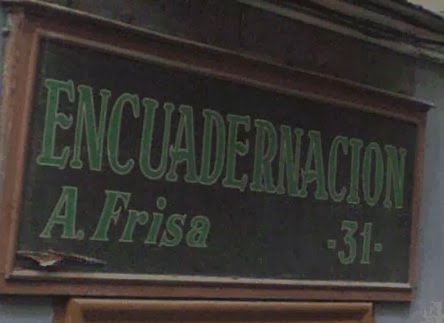 ENCUADERNACION
A. Frisa -31-